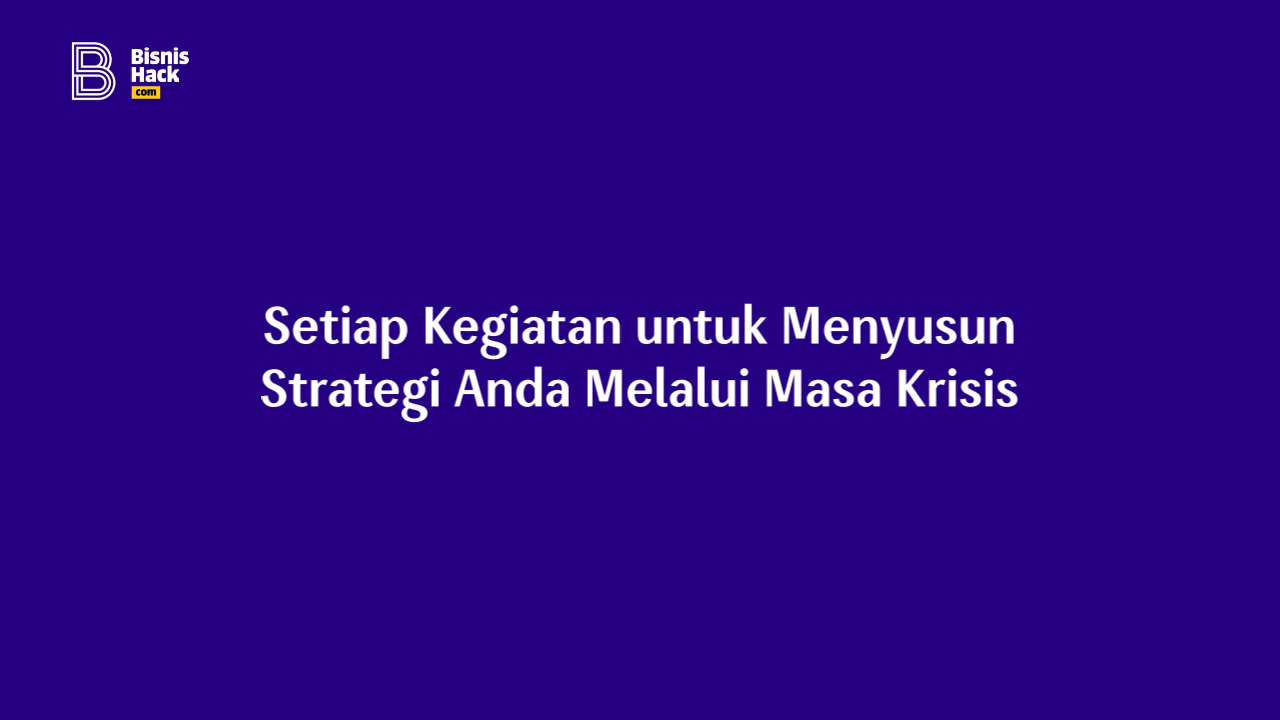 Bisnis
Hack
com
Setiap Kegiatan untuk Menyusun
Strategi Anda Melalui Masa Krisis